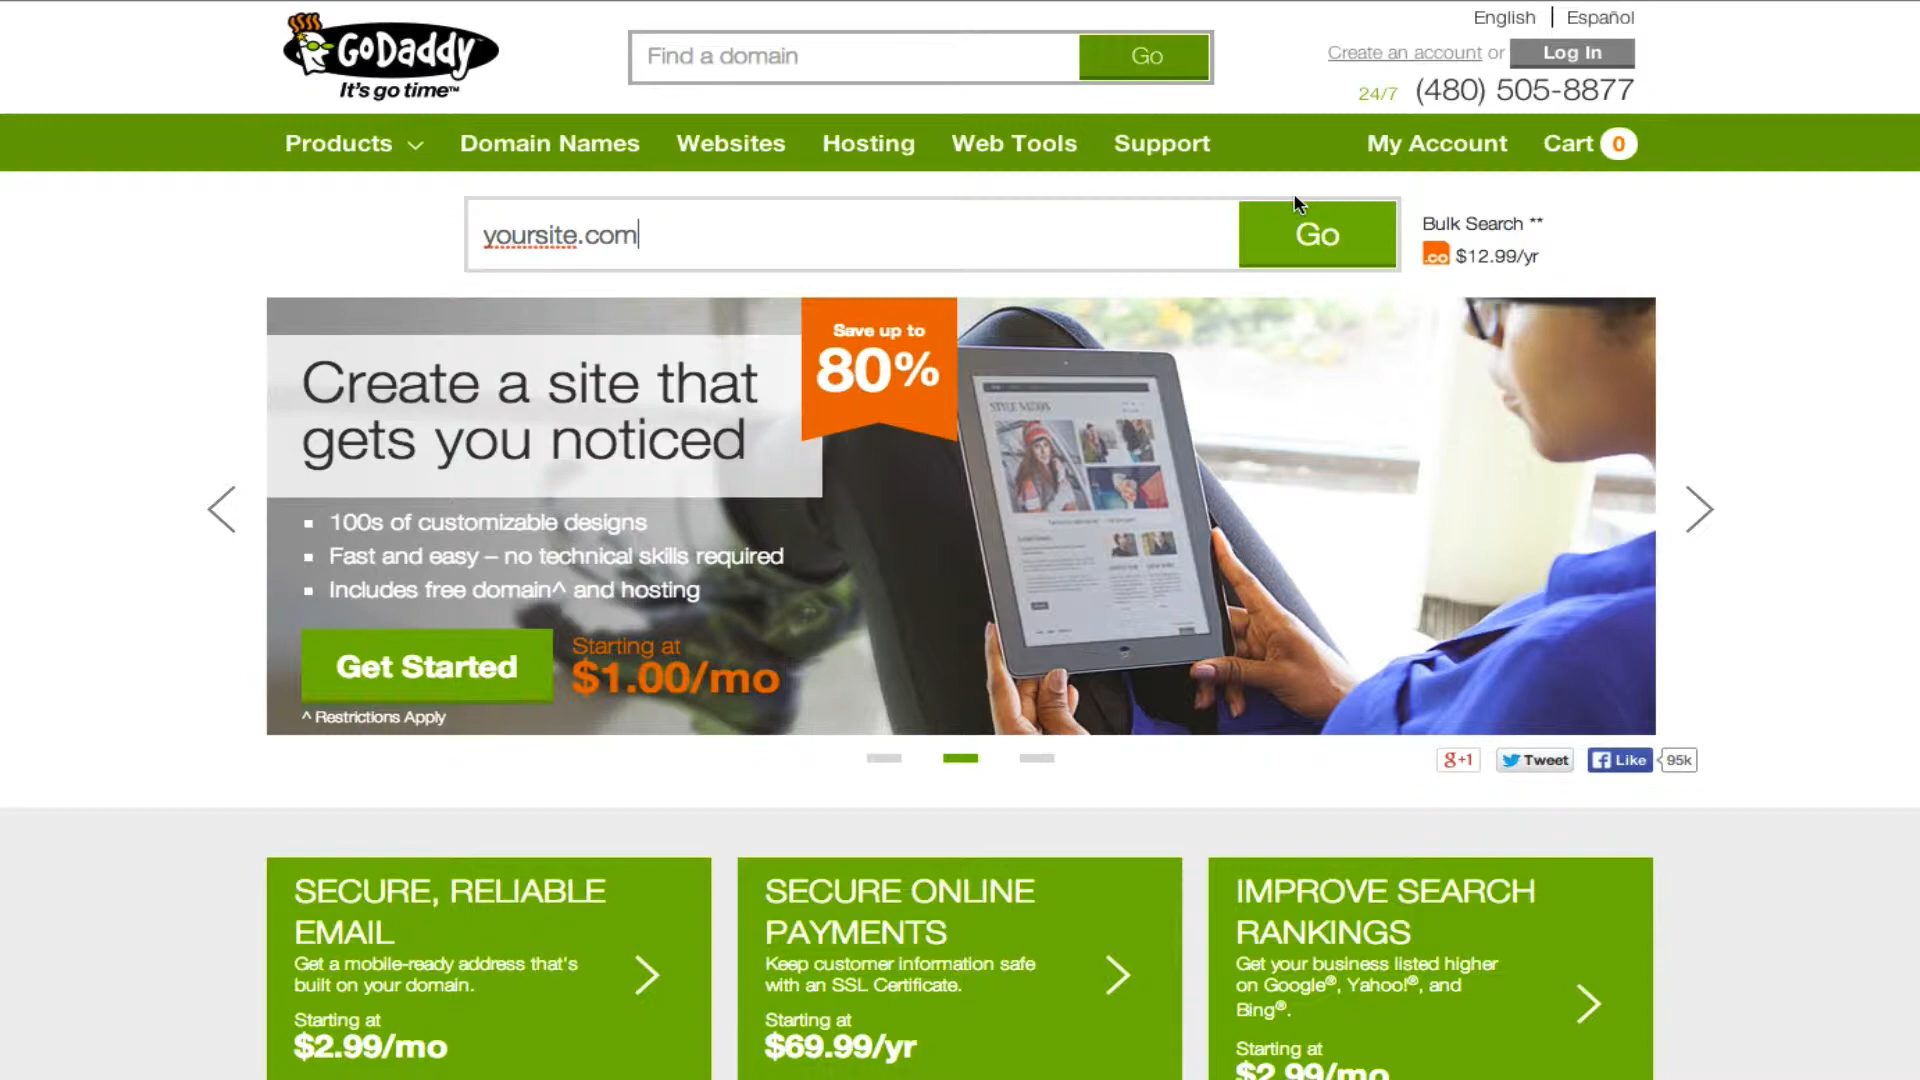 English | Español
GoDaddy
It's go time™
Find a domain
Go
Create an account or
Log In
24/7 (480) 505-8877
Products
Domain Names
Websites
Hosting
Web Tools
Support
My Account
Cart 0
yoursite.com
Go
Bulk Search **
.co $12.99/yr
Create a site that
gets you noticed
Save up to
80%
STYLE
100s of customizable designs
Fast and easy – no technical skills required
Includes free domain^ and hosting
Get Started
Starting at
$1.00/mo
^ Restrictions Apply
g+1
Tweet
Like
95k
SECURE, RELIABLE
EMAIL
Get a mobile-ready address that's
built on your domain.
Starting at
$2.99/mo
SECURE ONLINE
PAYMENTS
Keep customer information safe
with an SSL Certificate.
Starting at
$69.99/yr
IMPROVE SEARCH
RANKINGS
Get your business listed higher
on Google®, Yahoo!®, and
Bing®.
Starting at
$2.99/mo